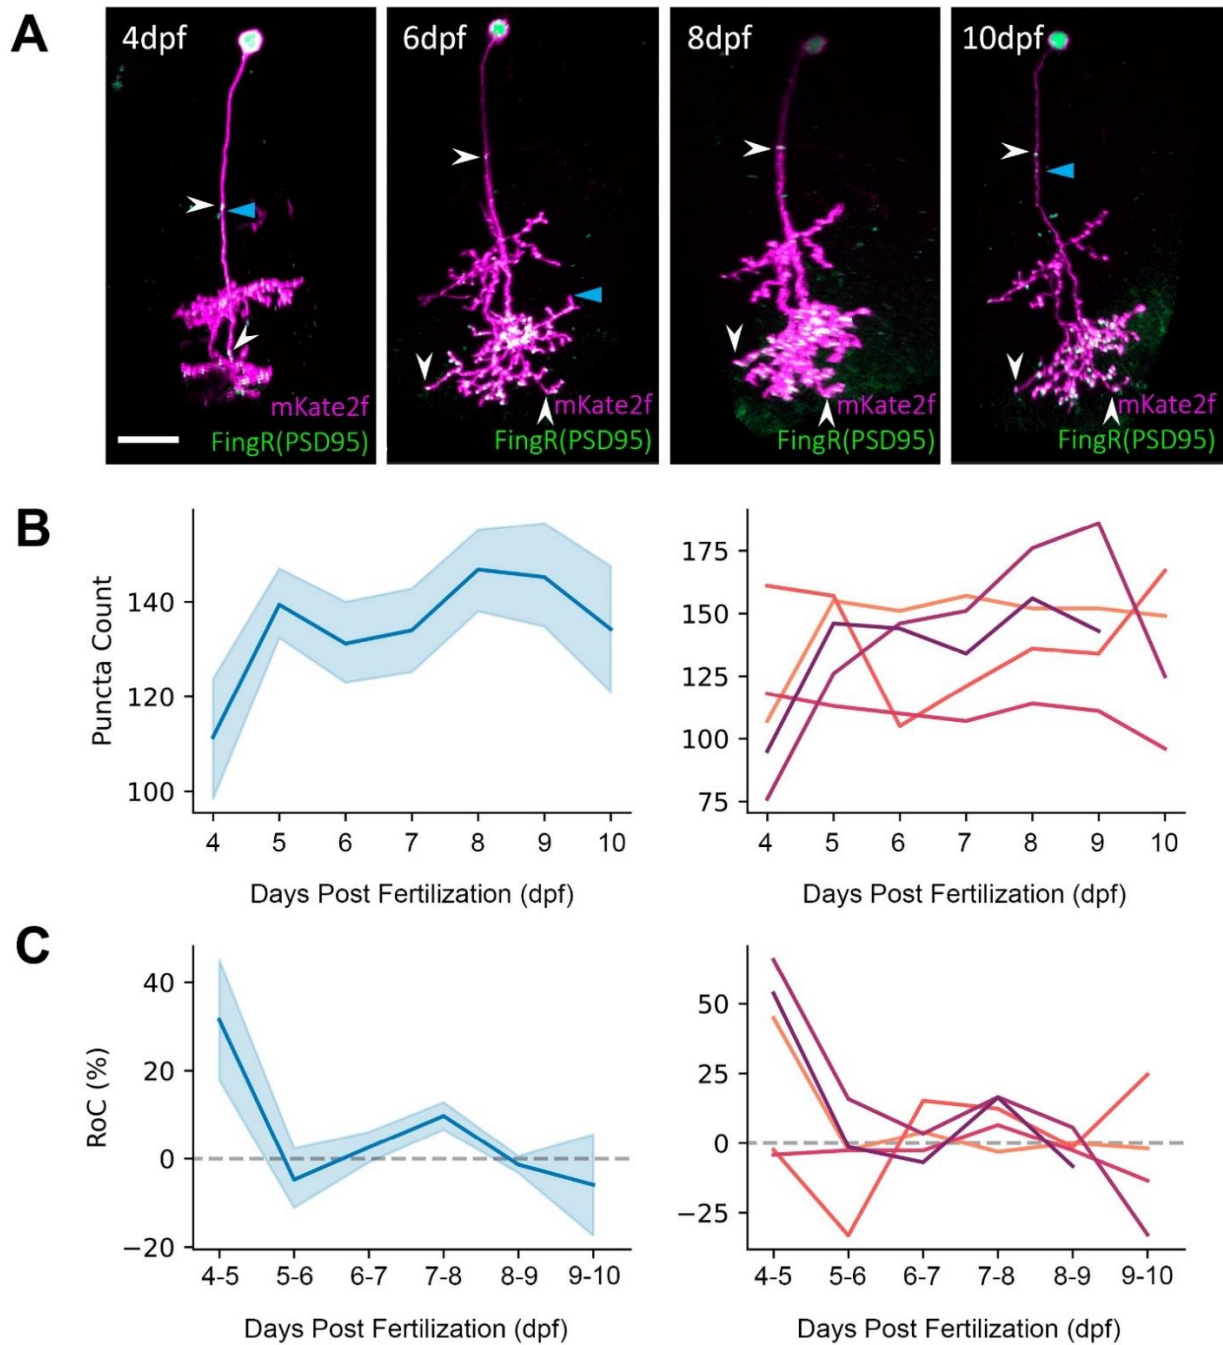 A
4dpf
6dpf
8dpf
10dpf
mKate2f
FingR(PSD95)
mKate2f
FingR(PSD95)
mKate2f
FingR(PSD95)
mKate2f
FingR(PSD95)
B
Puncta Count
140
120
100
4 5 6 7 8 9 10
Days Post Fertilization (dpf)
175
150
125
100
75
4 5 6 7 8 9 10
Days Post Fertilization (dpf)
C
RoC (%)
40
20
0
−20
4-5 5-6 6-7 7-8 8-9 9-10
Days Post Fertilization (dpf)
50
25
0
−25
4-5 5-6 6-7 7-8 8-9 9-10
Days Post Fertilization (dpf)